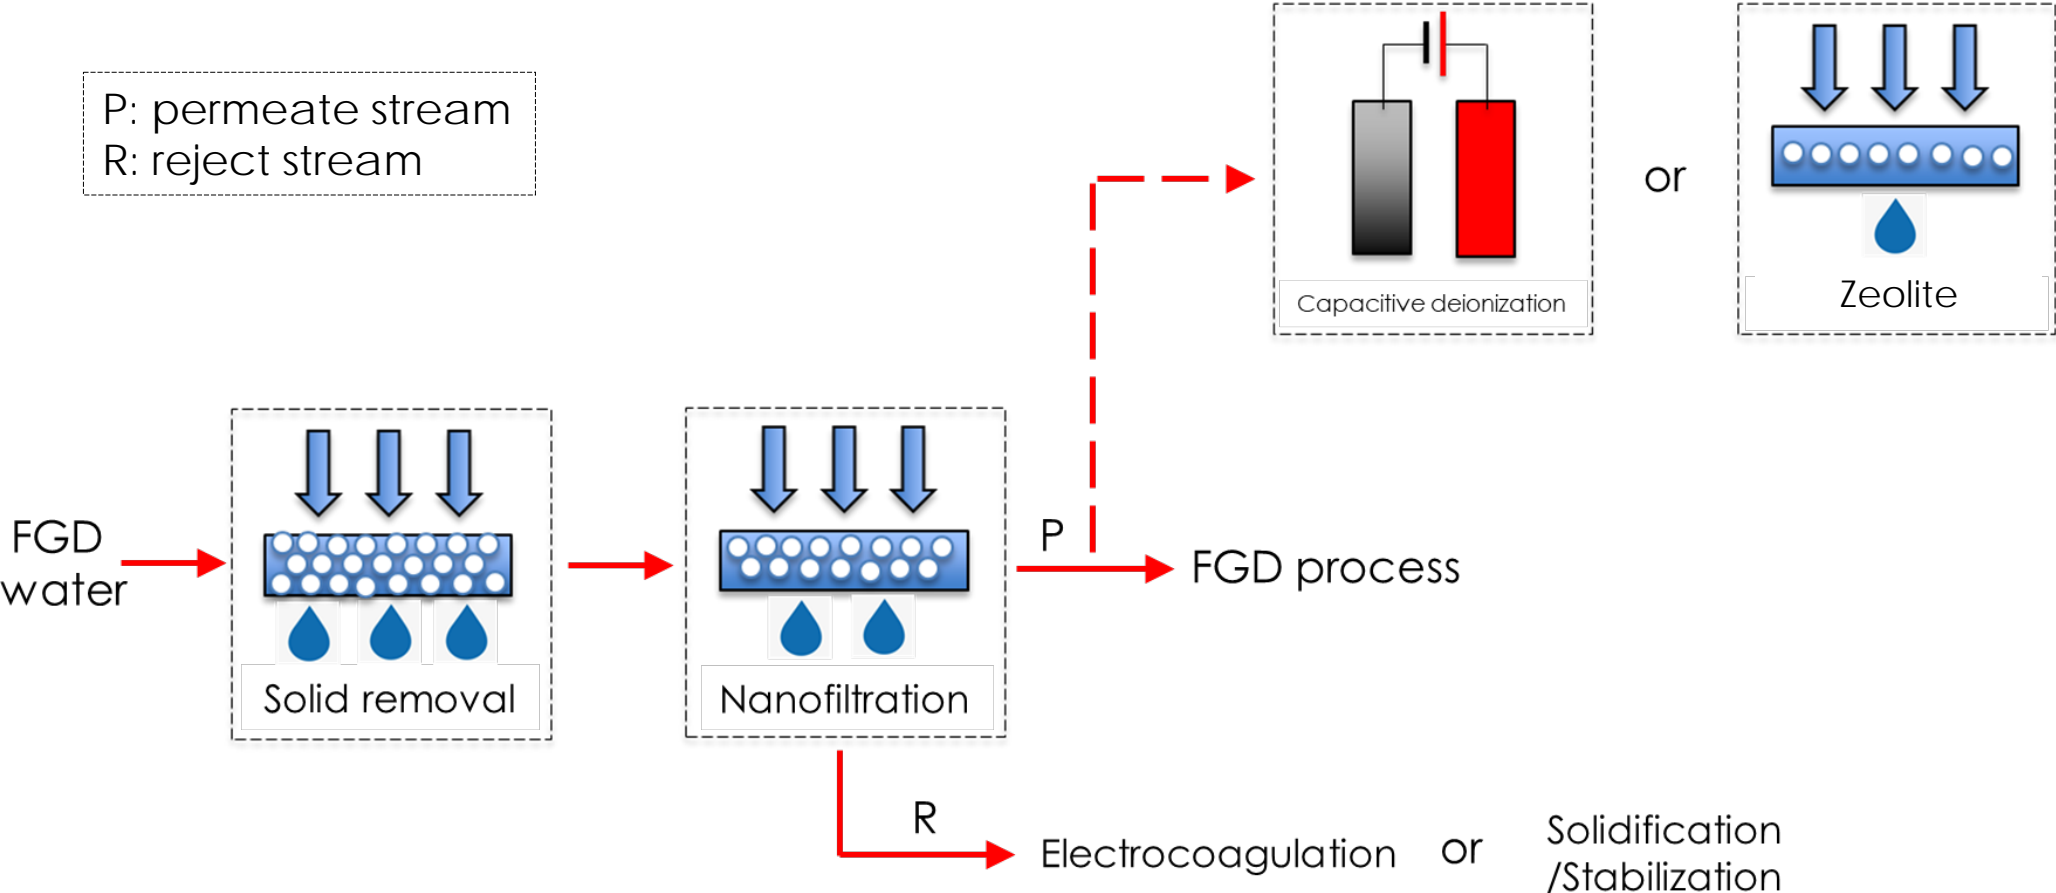 P: permeate stream
R: reject stream
Capacitive deionization
or
Zeolite
FGD
water
Solid removal
Nanofiltration
P
FGD process
R
Electrocoagulation
or
Solidification
/Stabilization